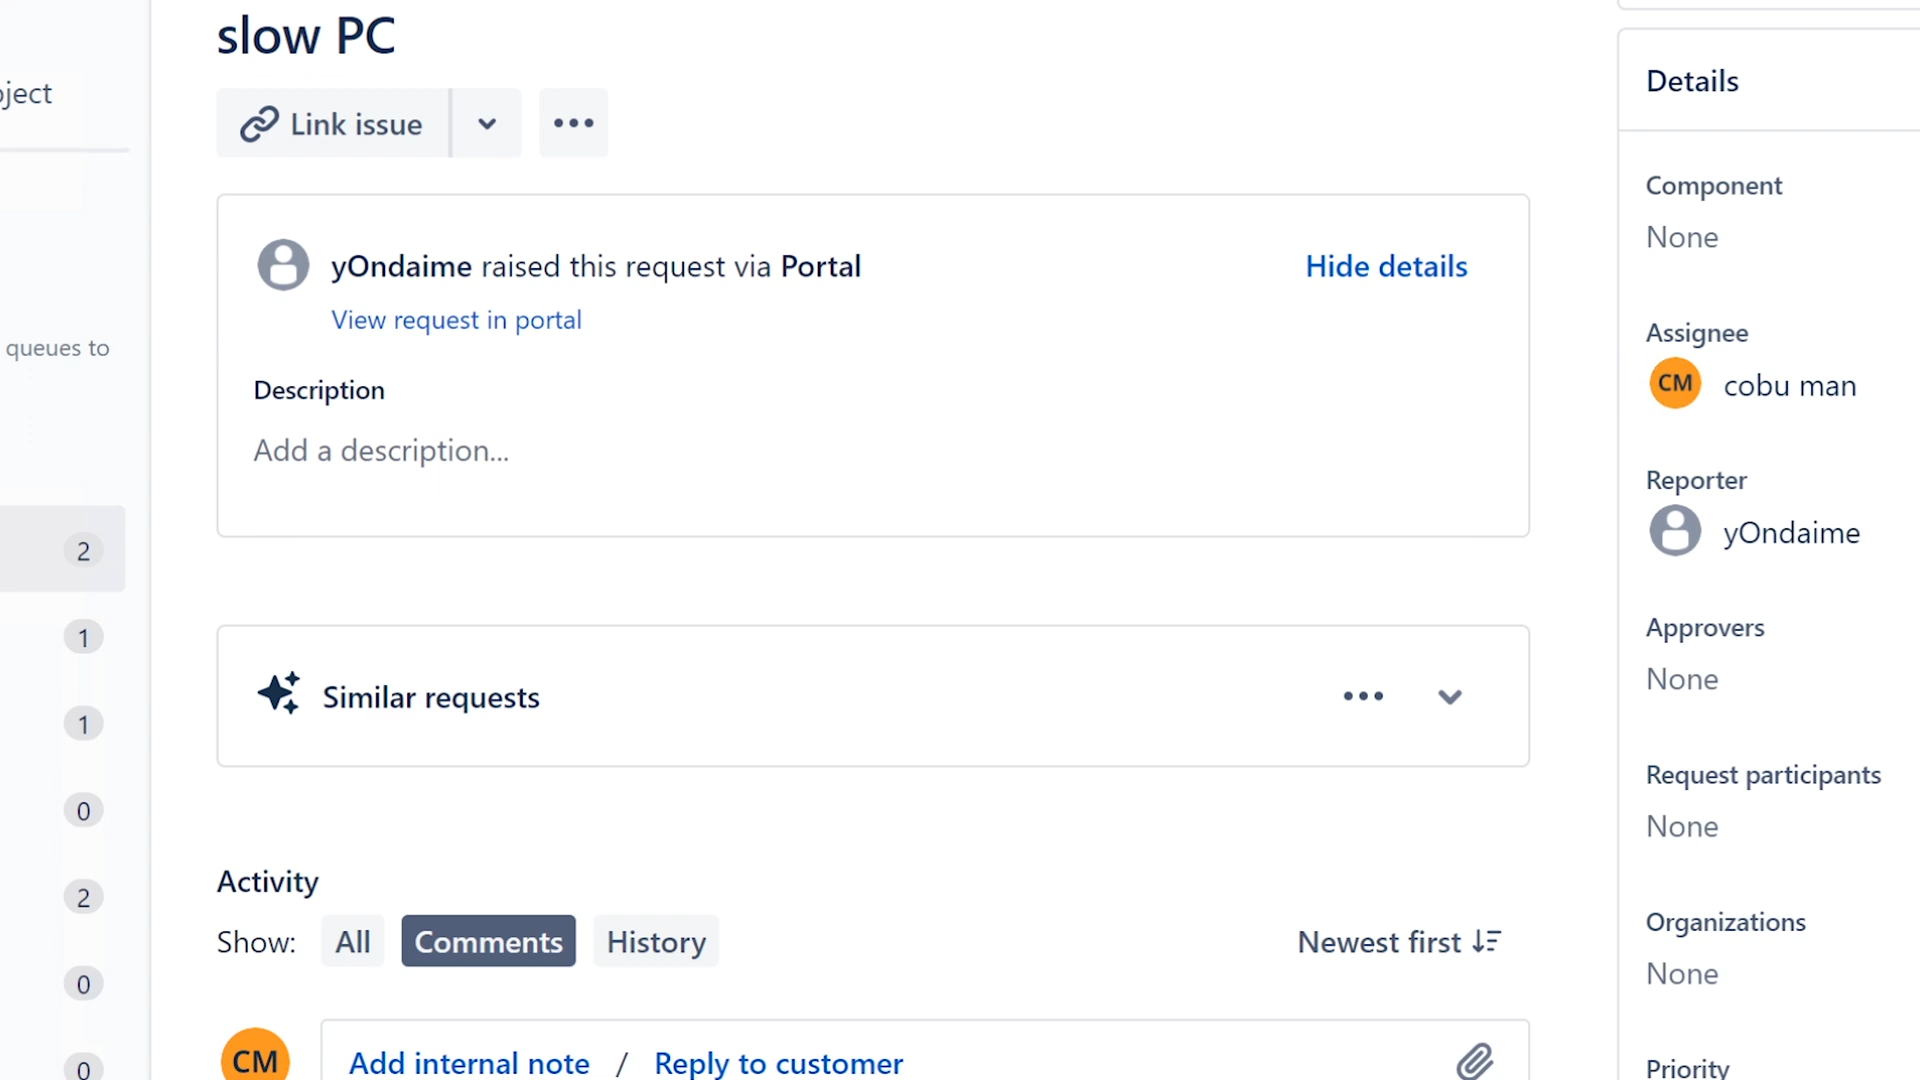 slow PC
Link issue
yOndaime raised this request via Portal
Hide details
View request in portal
Description
Add a description...
Similar requests
Activity
Show: All Comments History
Newest first
CM Add internal note / Reply to customer
ject
queues to
2
1
1
0
2
0
0
Details
Component
None
Assignee
CM cobu man
Reporter
yOndaime
Approvers
None
Request participants
None
Organizations
None
Priority